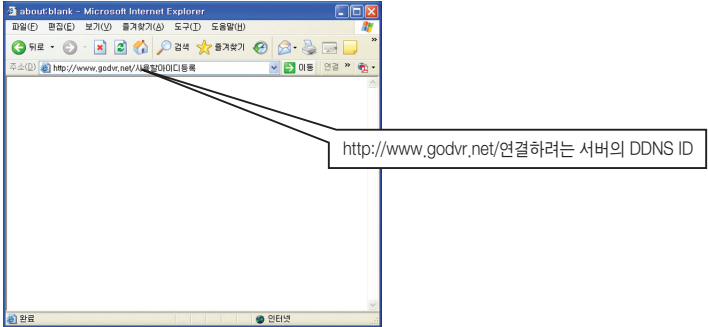 about:blank - Microsoft Internet Explorer
파일(F) 편집(E) 보기(V) 즐겨찾기(A) 도구(T) 도움말(H)
뒤로 검색 즐겨찾기 »
주소(D) http://www.godvr.net/사용할아이디등록 이동 연결 »
http://www.godvr.net/연결하려는 서버의 DDNS ID
완료 인터넷